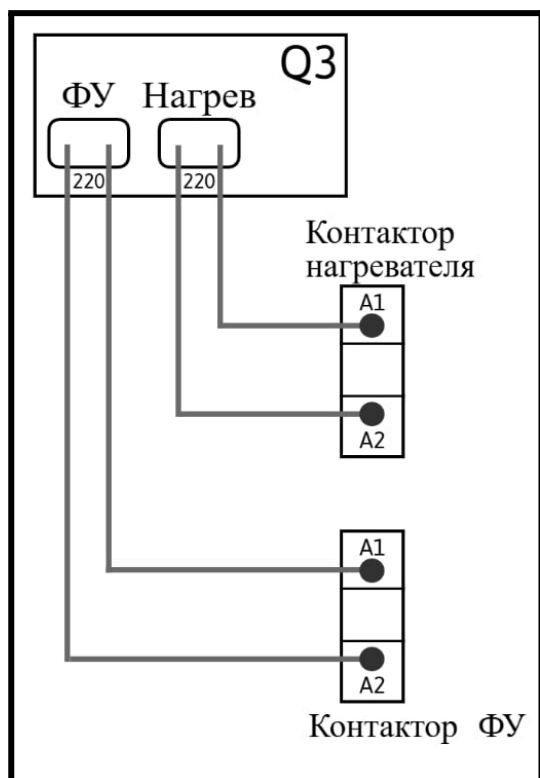 Q3
ФУ Нагрев
220 220
Контактор
нагревателя
A1
A2
A1
A2
Контактор ФУ